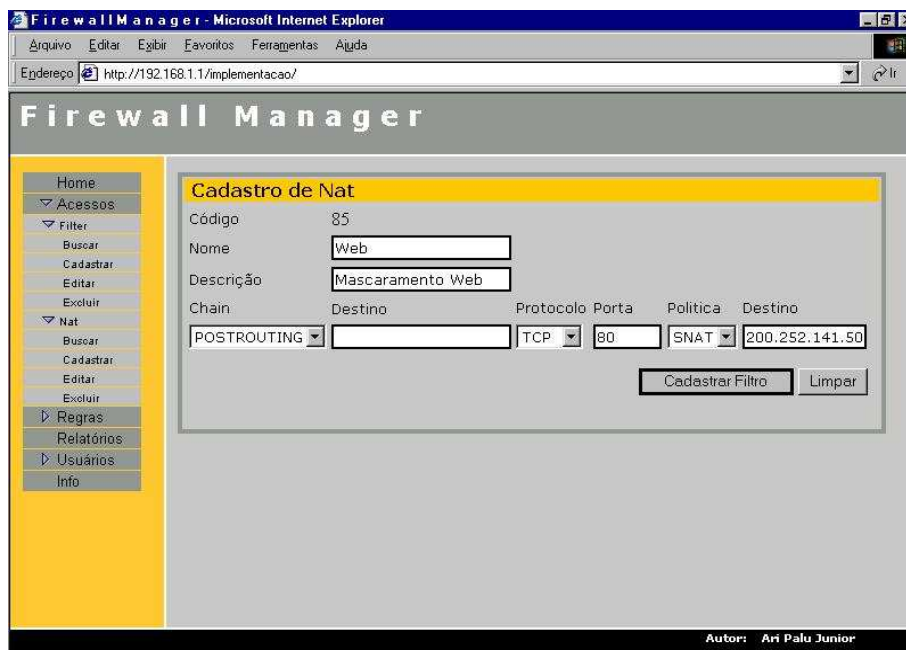 F i r e w a l l M a n a g e r - Microsoft Internet Explorer
Arquivo Editar Exibir Favoritos Ferramentas Ajuda
Endereço http://192.168.1.1/implementacao/ Ir
Firewall Manager
Home
Acessos
Filter
Buscar
Cadastrar
Editar
Excluir
Nat
Buscar
Cadastrar
Editar
Excluir
Regras
Relatórios
Usuários
Info
Cadastro de Nat
Código 85
Nome Web
Descrição Mascaramento Web
Chain Destino Protocolo Porta Politica Destino
POSTROUTING TCP 80 SNAT 200.252.141.50
Cadastrar Filtro Limpar
Autor: Ari Palu Junior